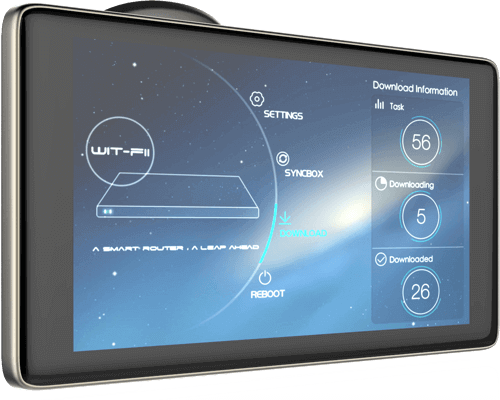 WIT-Fii
A SMART ROUTER , A LEAP AHEAD
SETTINGS
SYNCBOX
DOWNLOAD
REBOOT
Download Information
Task
56
Downloading
5
Downloaded
26